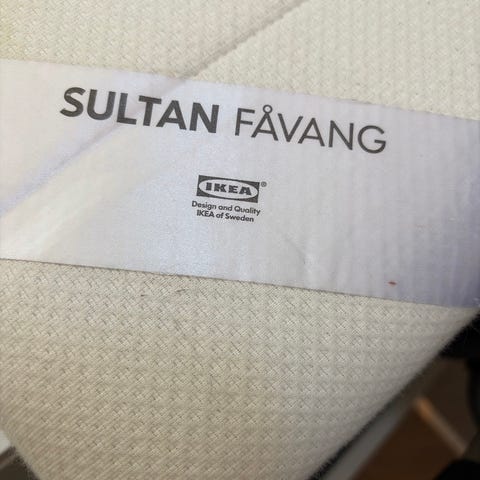 SULTAN FÅVANG
IKEA®
Design and Quality
IKEA of Sweden